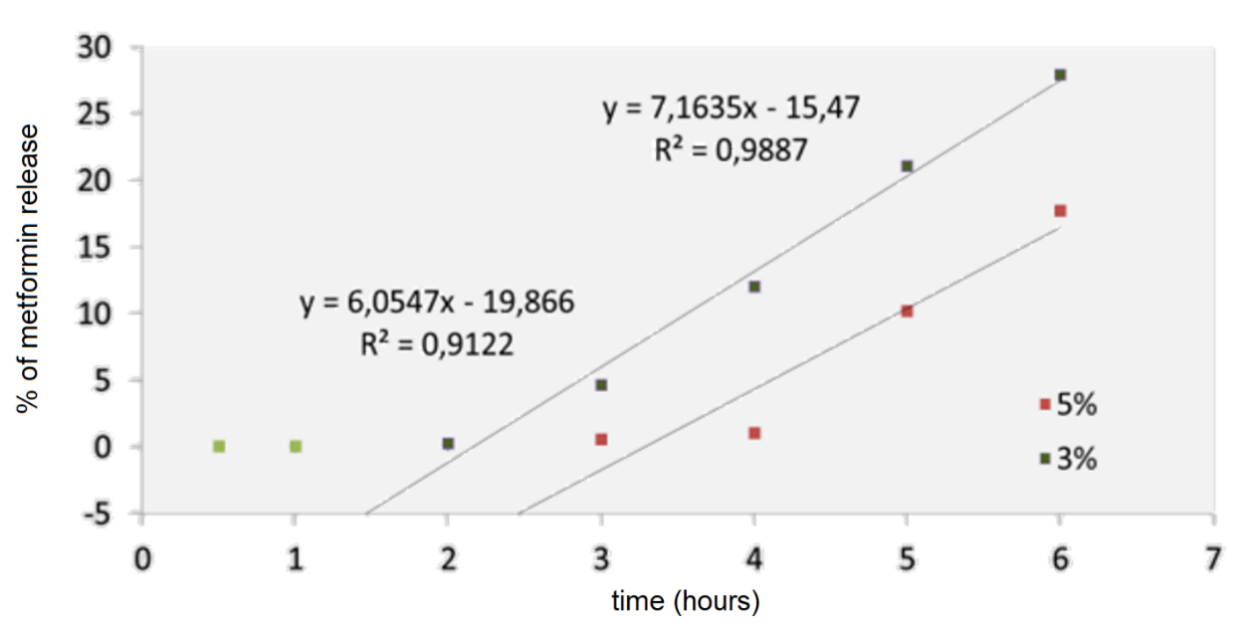 30
25
20
15
10
5
0
-5
% of metformin release
y = 7,1635x - 15,47
R² = 0,9887
y = 6,0547x - 19,866
R² = 0,9122
5%
3%
0 1 2 3 4 5 6 7
time (hours)